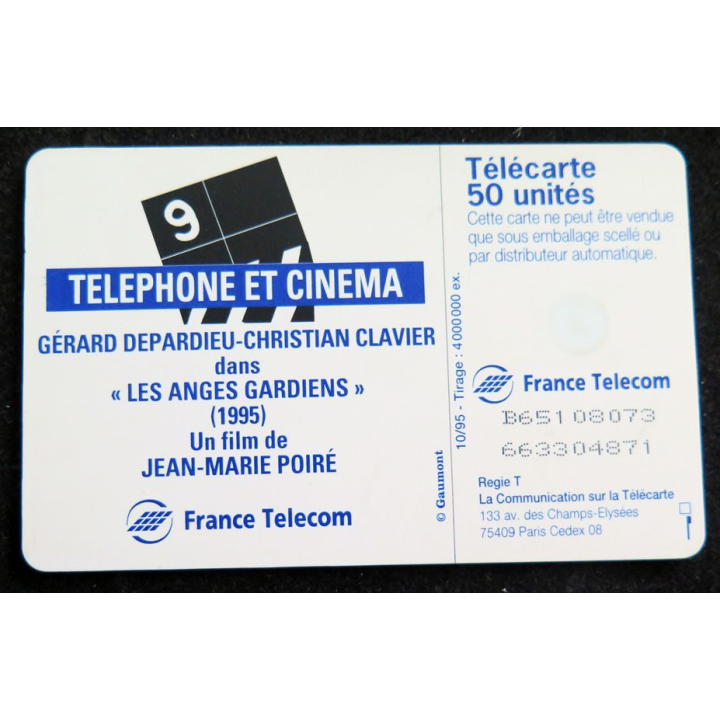 9
TELEPHONE ET CINEMA
GÉRARD DEPARDIEU-CHRISTIAN CLAVIER
dans
« LES ANGES GARDIENS »
(1995)
Un film de
JEAN-MARIE POIRÉ
France Telecom
© Gaumont
10/95 - Tirage : 4 000 000 ex.
Télécarte
50 unités
Cette carte ne peut être vendue
que sous emballage scellé ou
par distributeur automatique.
France Telecom
B65108073
663304871
Regie T
La Communication sur la Télécarte
133 av. des Champs-Elysées
75409 Paris Cedex 08